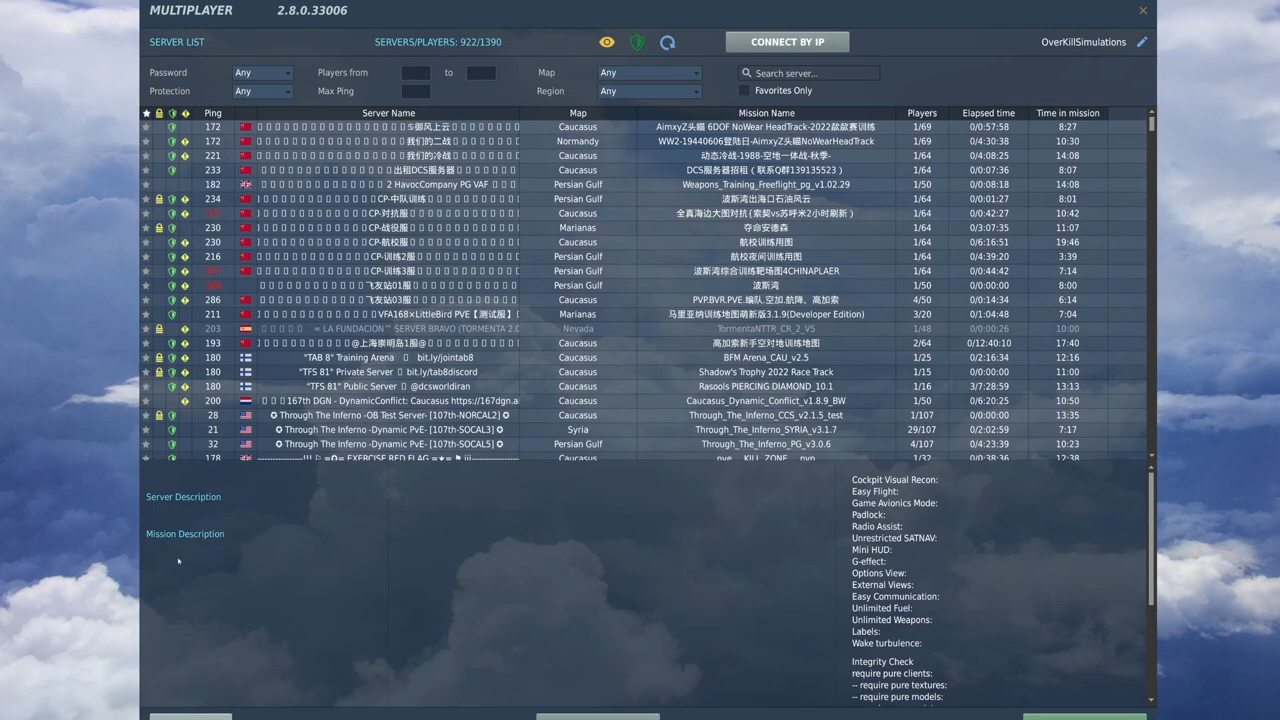 MULTIPLAYER 2.8.0.33006
SERVER LIST SERVERS/PLAYERS: 922/1390 CONNECT BY IP OverKillSimulations
Password Any Players from to Map Any Search server...
Protection Any Max Ping Region Any Favorites Only
Ping Server Name Map Mission Name Players Elapsed time Time in mission
172 御风上云 Caucasus AimxyZ头瞄 6DOF NoWear HeadTrack-2022赦赦赛训练 1/69 0/0:57:58 8:27
172 我们的二战 Normandy WW2-19440606登陆日-AimxyZ头瞄NoWearHeadTrack 1/69 0/4:30:38 10:30
221 我们的冷战 Caucasus 动态冷战-1988-空地一体战-秋季- 1/64 0/4:08:25 14:08
233 出租DCS服务器 Caucasus DCS服务器招租（联系Q群139135523） 1/64 0/0:07:36 8:07
182 2 HavocCompany PG VAF Persian Gulf Weapons_Training_Freeflight_pg_v1.02.29 1/50 0/0:08:18 14:08
234 CP-中队训练 Persian Gulf 波斯湾出海口石油风云 1/64 0/0:01:27 8:01
CP-对抗服 Caucasus 全真海边大图对抗{索契vs苏呼米2小时刷新） 1/64 0/0:42:27 10:42
230 CP-战役服 Marianas 夺命安德森 1/64 0/3:07:35 11:07
230 CP-航校服 Caucasus 航校训练用图 1/64 0/6:16:51 19:46
216 CP-训练2服 Persian Gulf 航校夜间训练用图 1/64 0/4:39:20 3:39
CP-训练3服 Persian Gulf 波斯湾综合训练靶场图4CHINAPLAER 1/64 0/0:44:42 7:14
飞友站01服 Persian Gulf 波斯湾 1/50 0/0:00:00 8:00
286 飞友站03服 Caucasus PVP.BVR.PVE.编队.空加.航降、高加索 4/50 0/0:14:34 6:14
211 VFA168×LittleBird PVE【测试服】 Marianas 马里亚纳训练地图萌新版3.1.9(Developer Edition) 3/20 0/1:04:48 7:04
203 = LA FUNDACION™ SERVER BRAVO (TORMENTA 2.0 Nevada TormentaNTTR_CR_2_V5 1/48 0/0:00:26 10:00
193 @上海崇明岛1服@ Caucasus 高加索新手空对地训练地图 2/64 0/12:40:10 17:40
180 "TAB 8" Training Arena bit.ly/jointab8 Caucasus BFM Arena_CAU_v2.5 1/25 0/2:16:34 12:16
180 "TFS 81" Private Server bit.ly/tab8discord Caucasus Shadow's Trophy 2022 Race Track 1/15 0/0:00:00 11:00
180 "TFS 81" Public Server @dcsworldiran Caucasus Rasools PIERCING DIAMOND_10.1 1/16 3/7:28:59 13:13
200 167th DGN - DynamicConflict: Caucasus https://167dgn.a Caucasus Caucasus_Dynamic_Conflict_v1.8.9_BW 1/50 0/6:20:25 10:50
28 ✪ Through The Inferno -OB Test Server- [107th-NORCAL2] ✪ Caucasus Through_The_Inferno_CCS_v2.1.5_test 1/107 0/0:00:00 13:35
21 ✪ Through The Inferno -Dynamic PvE- [107th-SOCAL3] ✪ Syria Through_The_Inferno_SYRIA_v3.1.7 29/107 0/2:02:59 7:17
32 ✪ Through The Inferno -Dynamic PvE- [107th-SOCAL5] ✪ Persian Gulf Through_The_Inferno_PG_v3.0.6 4/107 0/4:23:39 10:23
178 EXERCISE RED FLAG Caucasus pve KILL_ZONE pvp 1/32 0/0:38:36 12:38
Server Description
Mission Description
Cockpit Visual Recon:
Easy Flight:
Game Avionics Mode:
Padlock:
Radio Assist:
Unrestricted SATNAV:
Mini HUD:
G-effect:
Options View:
External Views:
Easy Communication:
Unlimited Fuel:
Unlimited Weapons:
Labels:
Wake turbulence:
Integrity Check
require pure clients:
-- require pure textures:
-- require pure models: